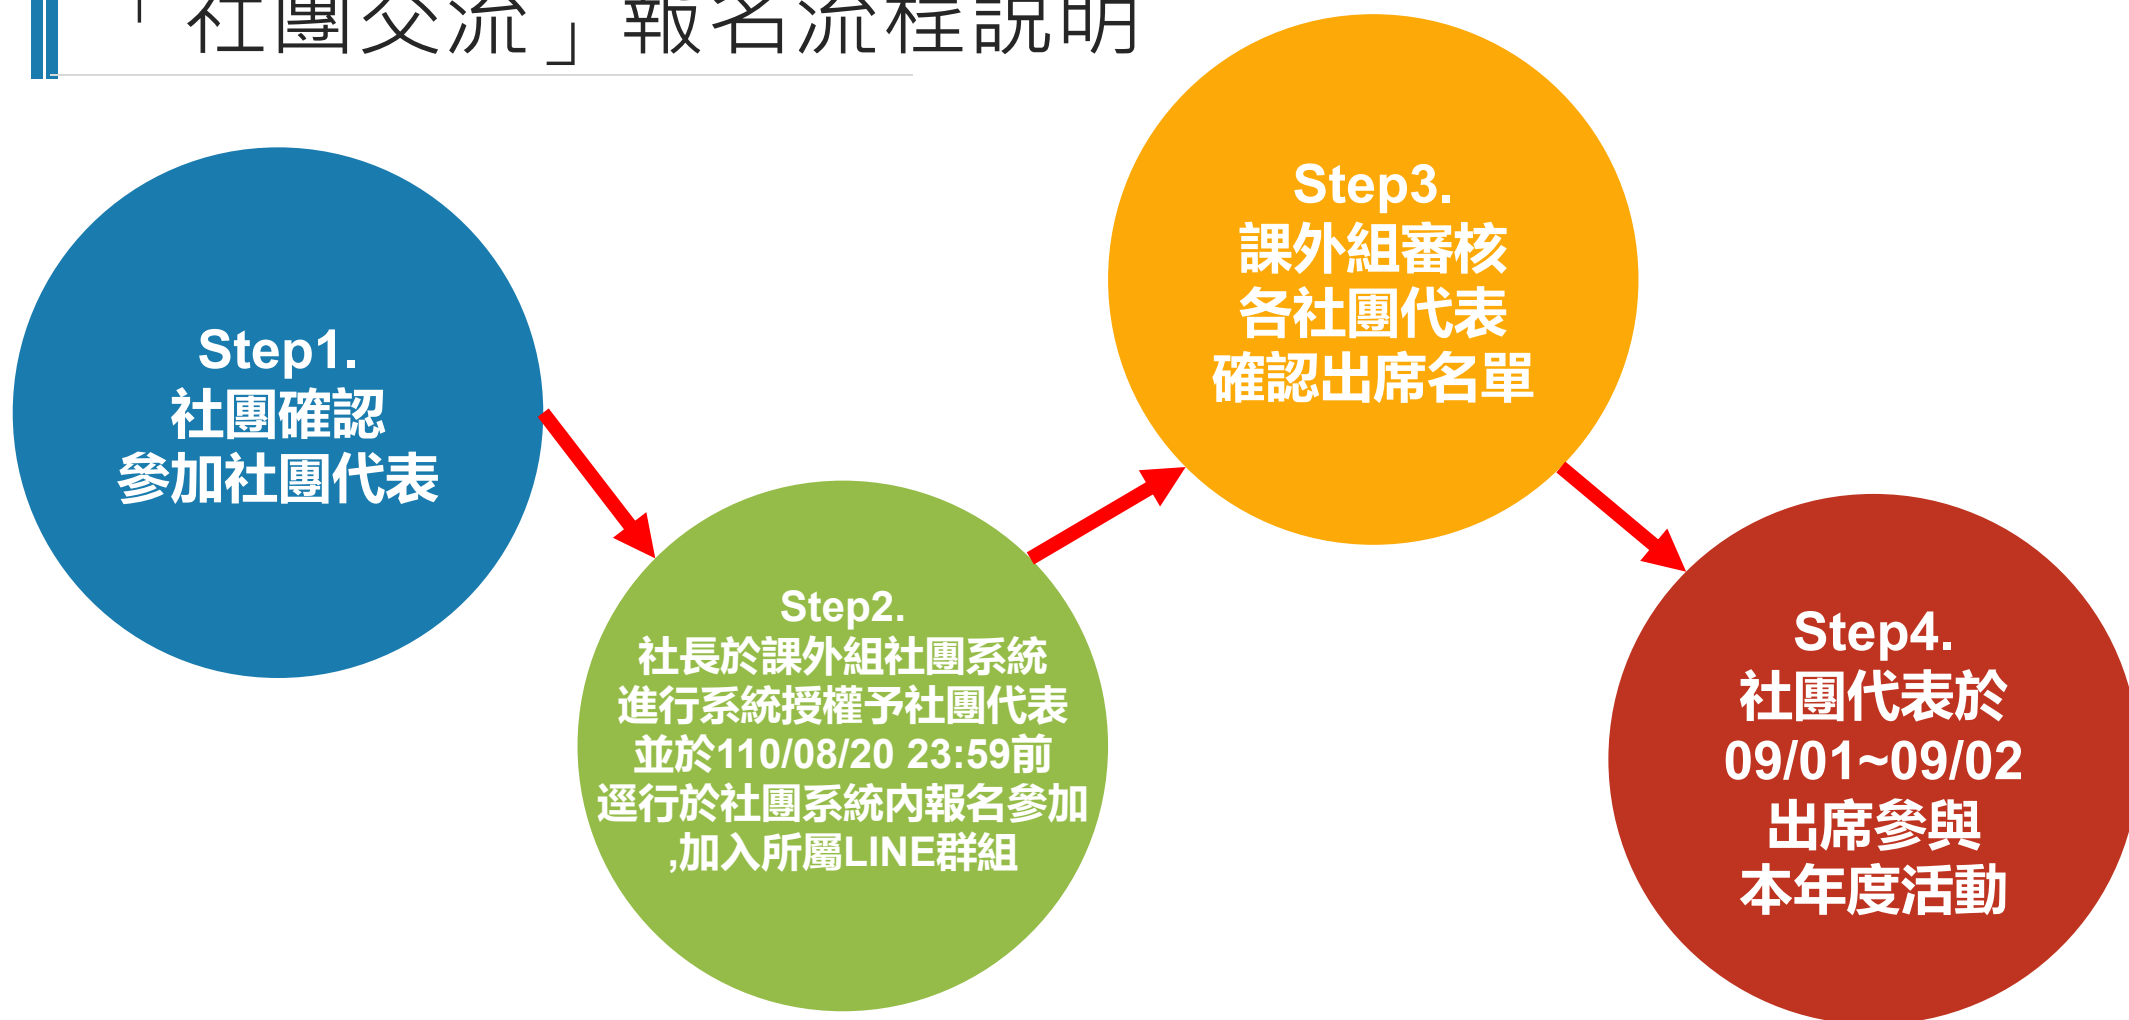 「社團交流」報名流程説明
Step1.
社團確認
參加社團代表
Step2.
社長於課外組社團系統
進行系統授權予社團代表
並於110/08/20 23:59前
逕行於社團系統內報名參加
,加入所屬LINE群組
Step3.
課外組審核
各社團代表
確認出席名單
Step4.
社團代表於
09/01~09/02
出席參與
本年度活動